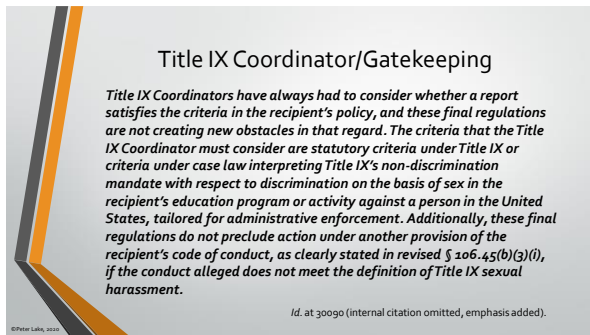 Title IX Coordinator/Gatekeeping
Title IX Coordinators have always had to consider whether a report
satisfies the criteria in the recipient's policy, and these final regulations
are not creating new obstacles in that regard. The criteria that the Title
IX Coordinator must consider are statutory criteria under Title IX or
criteria under case law interpreting Title IX's non-discrimination
mandate with respect to discrimination on the basis of sex in the
recipient's education program or activity against a person in the United
States, tailored for administrative enforcement. Additionally, these final
regulations do not preclude action under another provision of the
recipient's code of conduct, as clearly stated in revised § 106.45(b)(3)(i),
if the conduct alleged does not meet the definition of Title IX sexual
harassment.
Id. at 30090 (internal citation omitted, emphasis added).
©Peter Lake, 2020